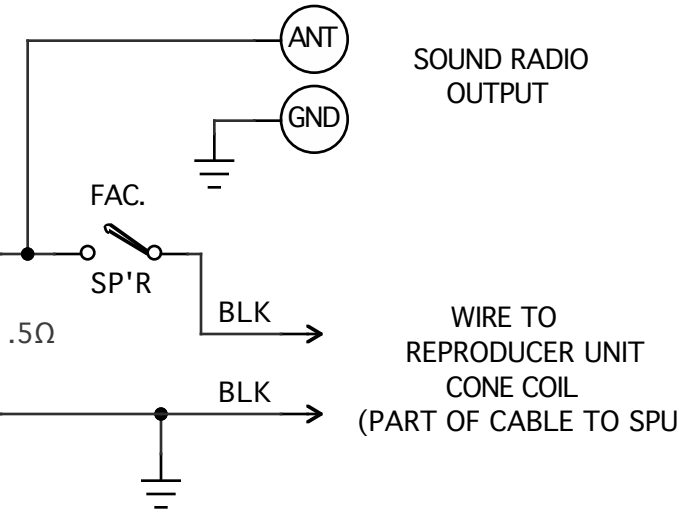 ANT
SOUND RADIO
OUTPUT
GND
FAC.
SP'R
BLK
.5Ω
WIRE TO
REPRODUCER UNIT
CONE COIL
BLK
(PART OF CABLE TO SPU